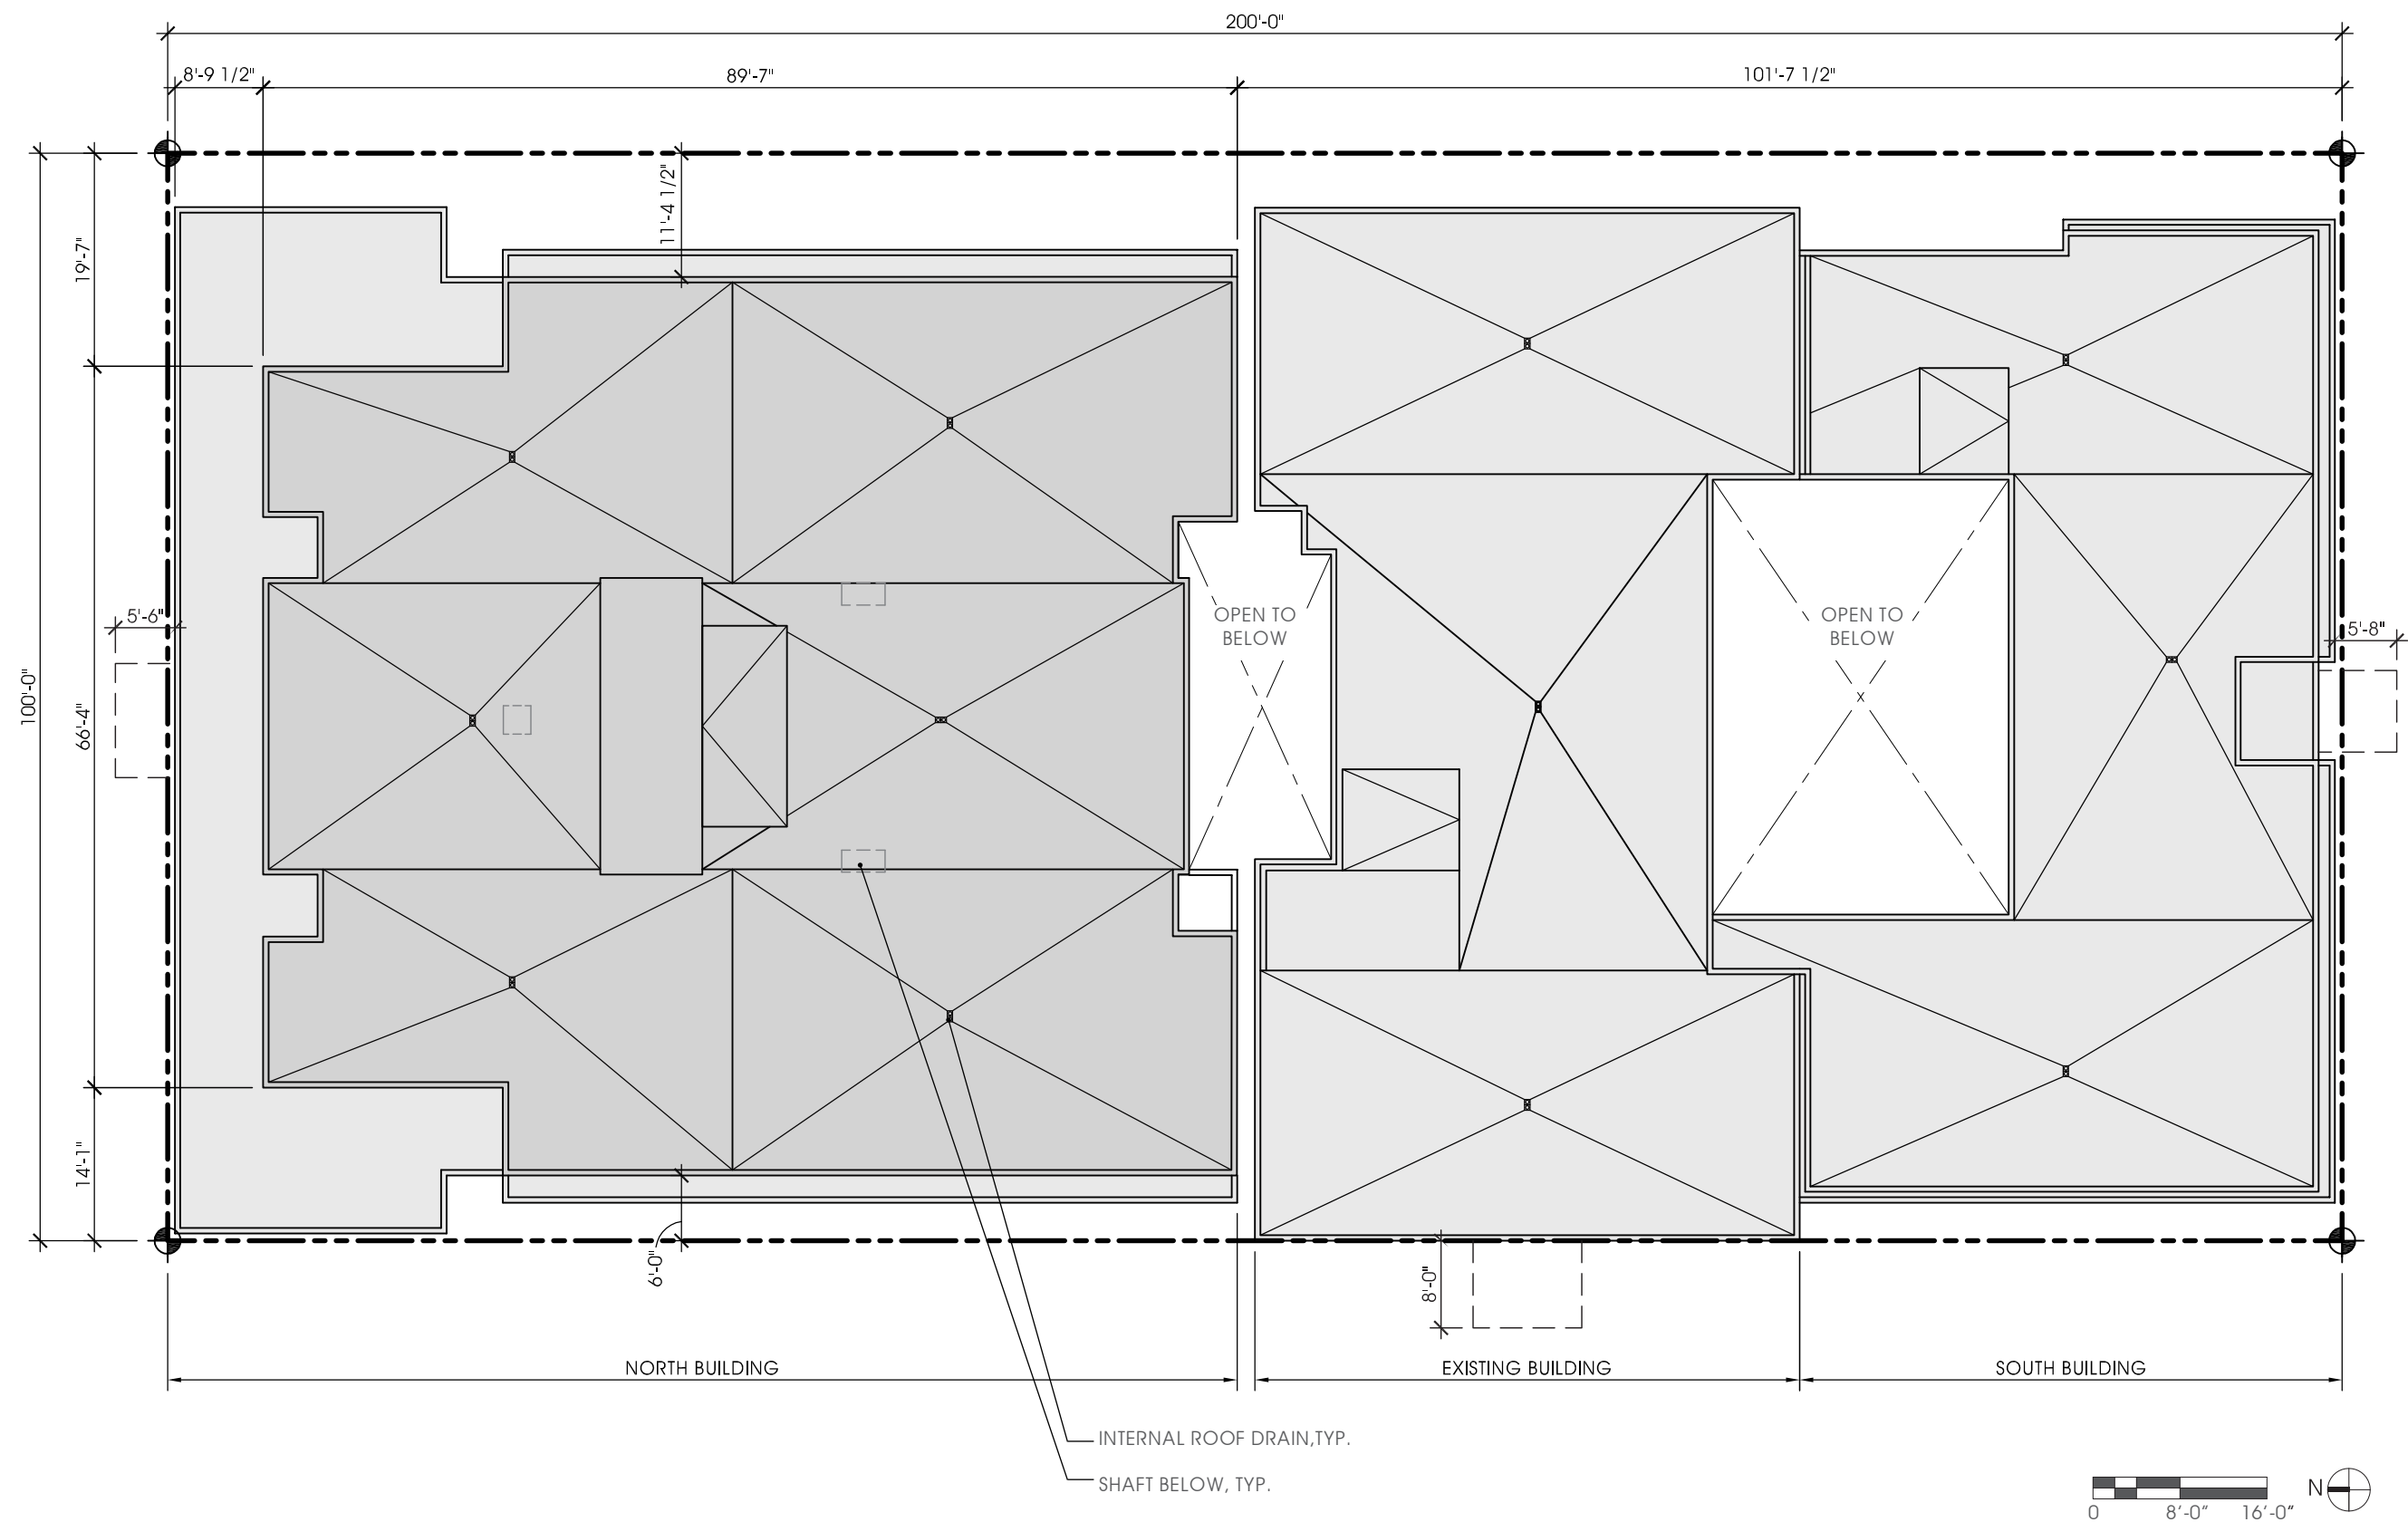 200'-0"
8'-9 1/2"
89'-7"
101'-7 1/2"
11'-4 1/2"
19'-7"
OPEN TO
BELOW
OPEN TO
BELOW
5'-6"
5'-8"
100'-0"
66'-4"
14'-1"
6'-0"
8'-0"
NORTH BUILDING
EXISTING BUILDING
SOUTH BUILDING
INTERNAL ROOF DRAIN,TYP.
SHAFT BELOW, TYP.
N
0 8'-0" 16'-0"